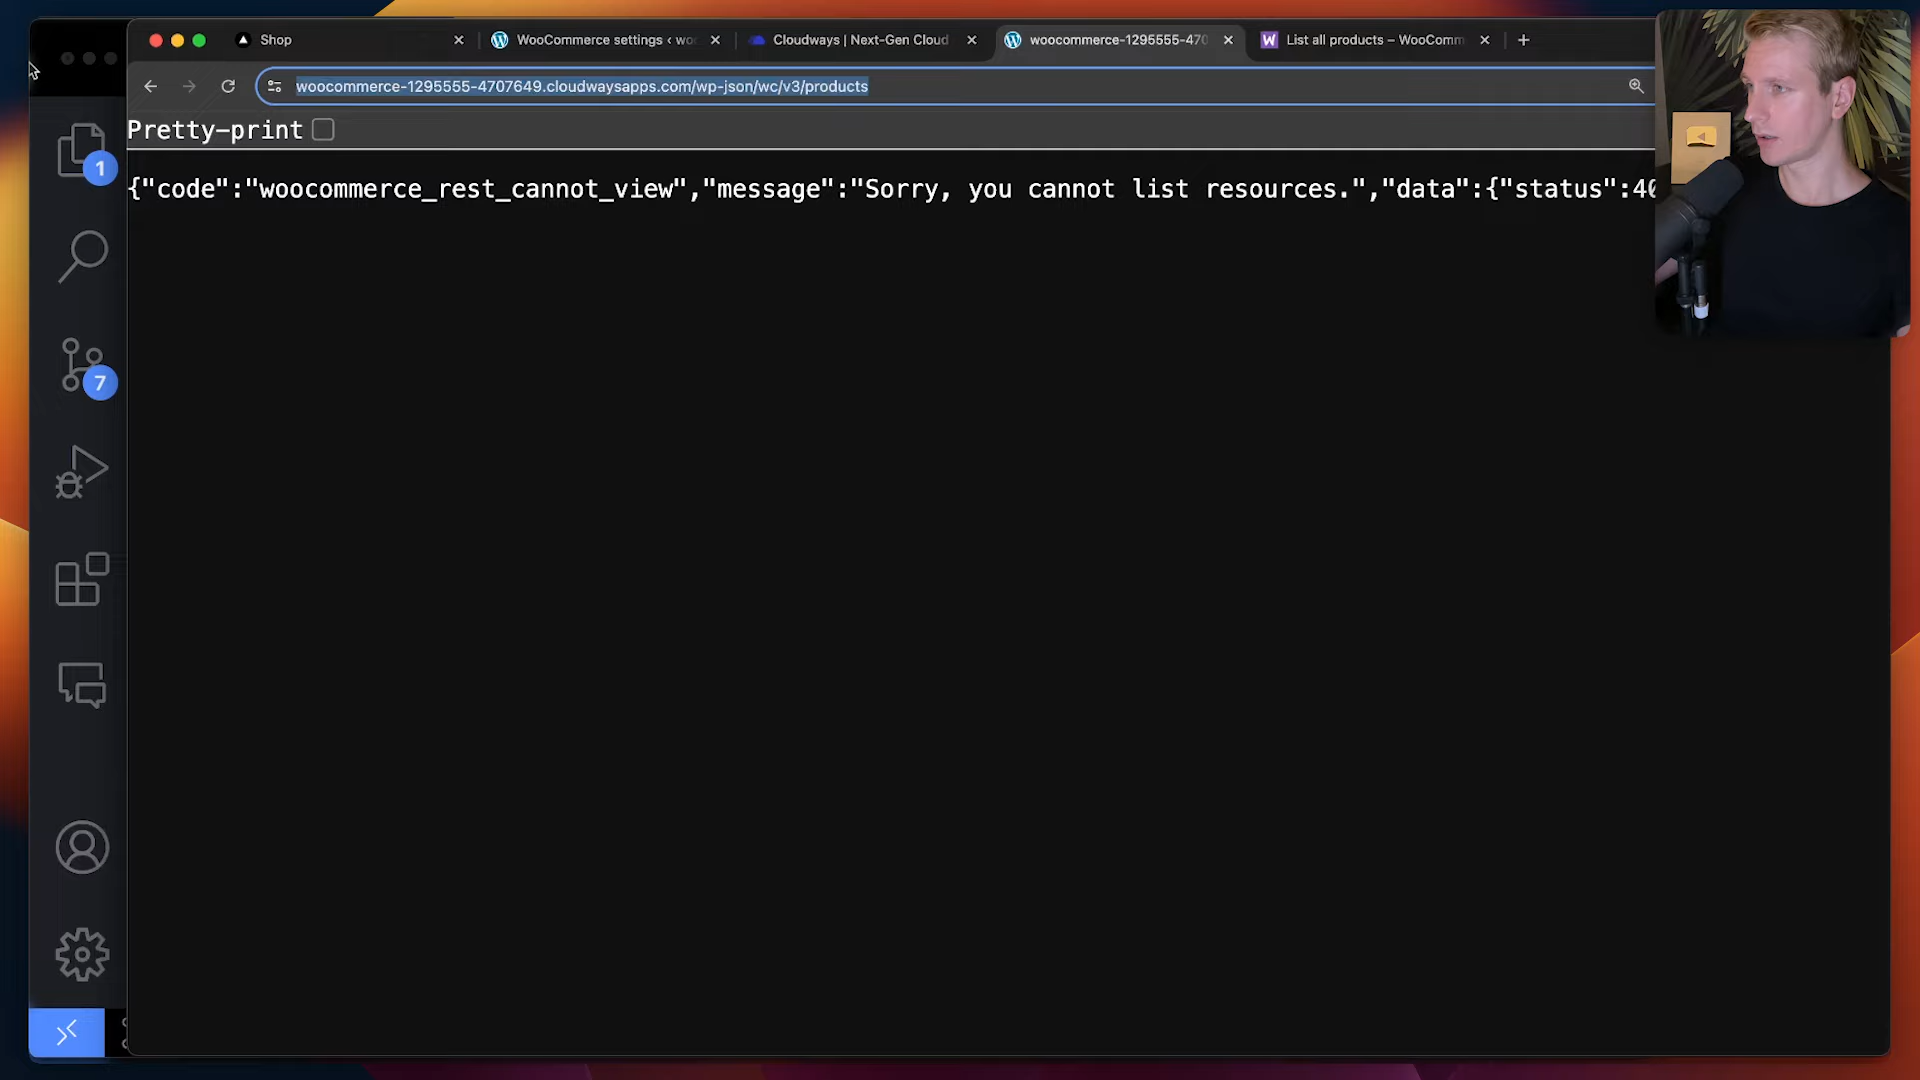 Shop
WooCommerce settings ‹ wo
Cloudways | Next-Gen Cloud
woocommerce-1295555-470
List all products – WooComm
woocommerce-1295555-4707649.cloudwaysapps.com/wp-json/wc/v3/products
Pretty-print
{"code":"woocommerce_rest_cannot_view","message":"Sorry, you cannot list resources.","data":{"status":40
1
7